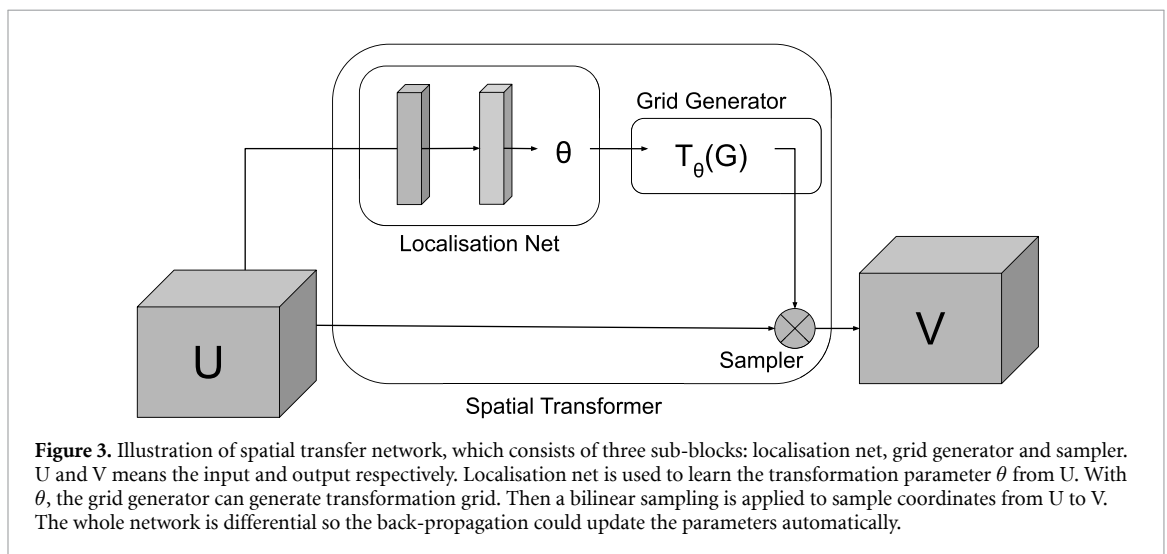 Grid Generator
θ
Tθ(G)
Localisation Net
U
V
Sampler
Spatial Transformer
Figure 3. Illustration of spatial transfer network, which consists of three sub-blocks: localisation net, grid generator and sampler.
U and V means the input and output respectively. Localisation net is used to learn the transformation parameter θ from U. With
θ, the grid generator can generate transformation grid. Then a bilinear sampling is applied to sample coordinates from U to V.
The whole network is differential so the back-propagation could update the parameters automatically.